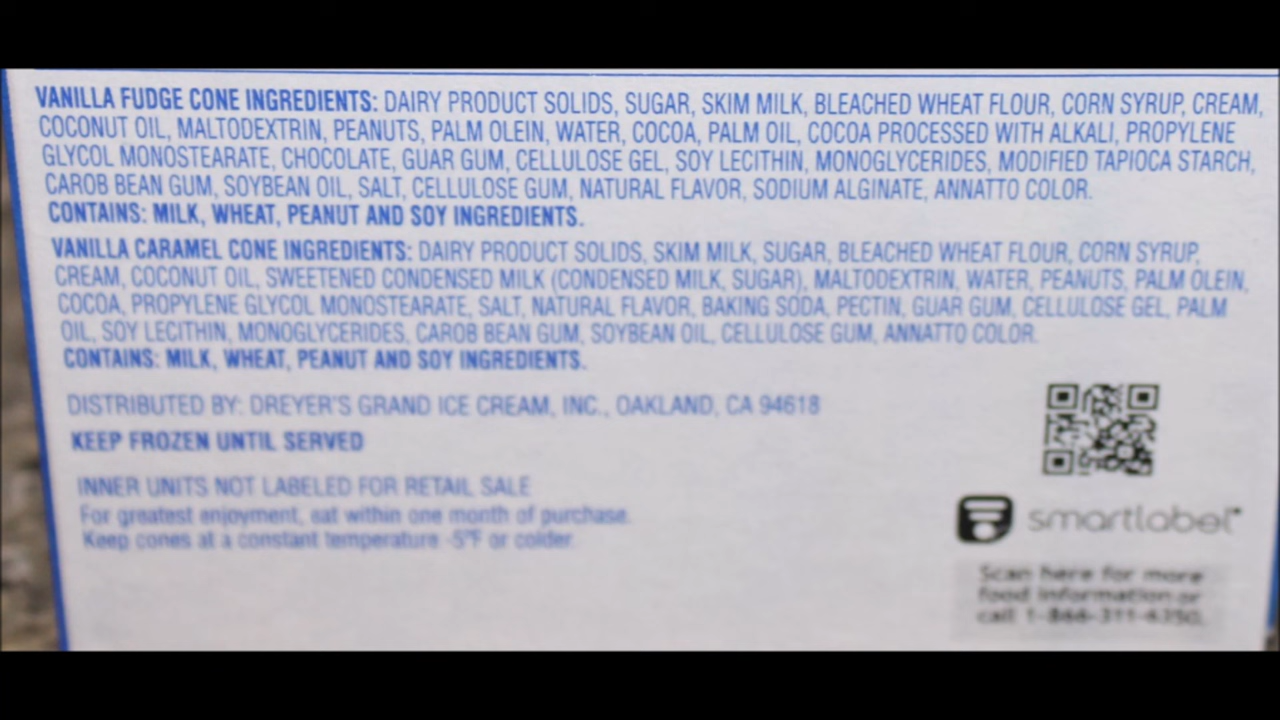 VANILLA FUDGE CONE INGREDIENTS: DAIRY PRODUCT SOLIDS, SUGAR, SKIM MILK, BLEACHED WHEAT FLOUR, CORN SYRUP, CREAM,
COCONUT OIL, MALTODEXTRIN, PEANUTS, PALM OLEIN, WATER, COCOA, PALM OIL, COCOA PROCESSED WITH ALKALI, PROPYLENE
GLYCOL MONOSTEARATE, CHOCOLATE, GUAR GUM, CELLULOSE GEL, SOY LECITHIN, MONOGLYCERIDES, MODIFIED TAPIOCA STARCH,
CAROB BEAN GUM, SOYBEAN OIL, SALT, CELLULOSE GUM, NATURAL FLAVOR, SODIUM ALGINATE, ANNATTO COLOR.
CONTAINS: MILK, WHEAT, PEANUT AND SOY INGREDIENTS.
VANILLA CARAMEL CONE INGREDIENTS: DAIRY PRODUCT SOLIDS, SKIM MILK, SUGAR, BLEACHED WHEAT FLOUR, CORN SYRUP,
CREAM, COCONUT OIL, SWEETENED CONDENSED MILK (CONDENSED MILK, SUGAR), MALTODEXTRIN, WATER, PEANUTS, PALM OLEIN,
COCOA, PROPYLENE GLYCOL MONOSTEARATE, SALT, NATURAL FLAVOR, BAKING SODA, PECTIN, GUAR GUM, CELLULOSE GEL, PALM
OIL, SOY LECITHIN, MONOGLYCERIDES, CAROB BEAN GUM, SOYBEAN OIL, CELLULOSE GUM, ANNATTO COLOR.
CONTAINS: MILK, WHEAT, PEANUT AND SOY INGREDIENTS.
DISTRIBUTED BY: DREYER'S GRAND ICE CREAM, INC., OAKLAND, CA 94618
KEEP FROZEN UNTIL SERVED
INNER UNITS NOT LABELED FOR RETAIL SALE
For greatest enjoyment, eat within one month of purchase.
Keep cones at a constant temperature -5°F or colder.
smartlabel™
Scan here for more
food information or
call 1-866-311-6350.